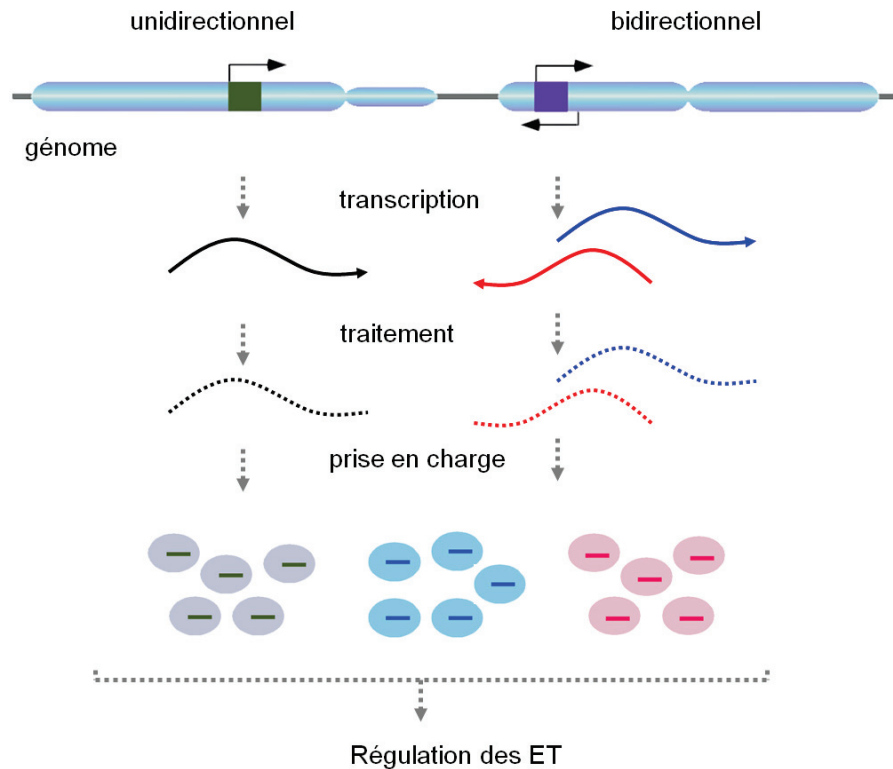 unidirectionnel
bidirectionnel
génome
transcription
traitement
prise en charge
Régulation des ET